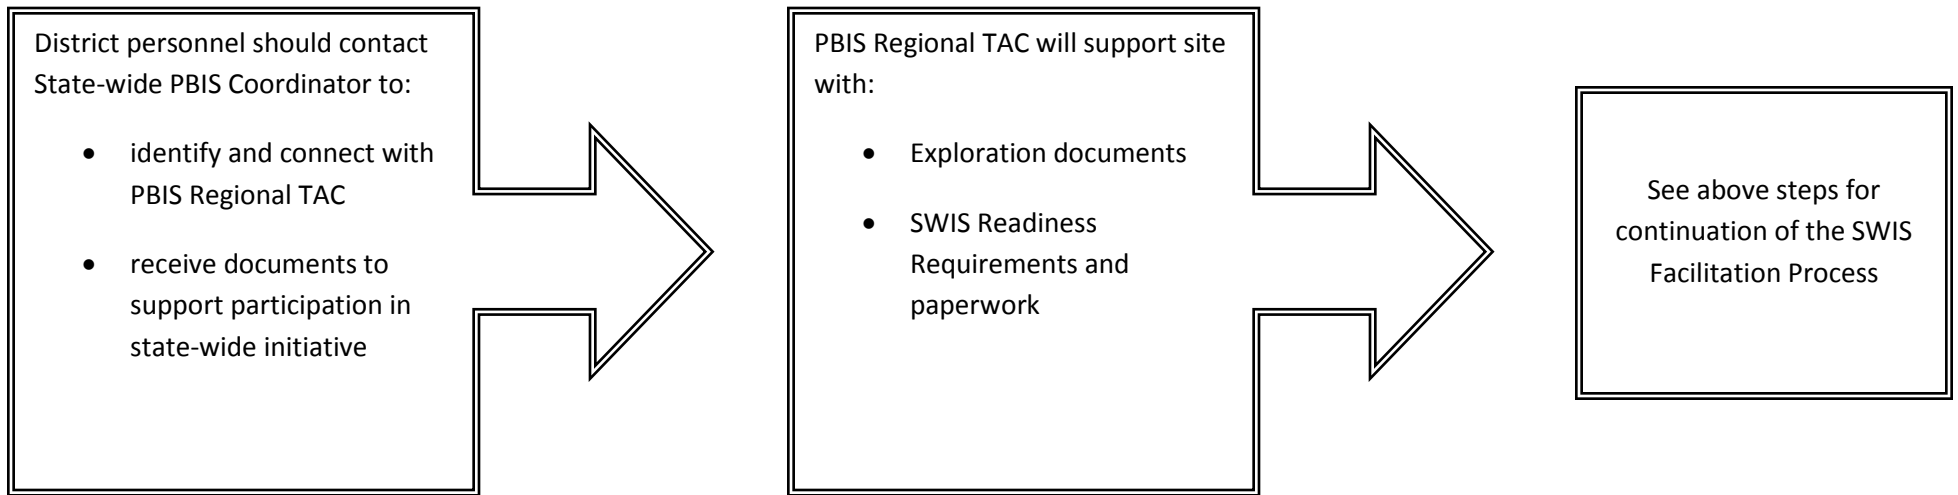 District personnel should contact
State-wide PBIS Coordinator to:
• identify and connect with
PBIS Regional TAC
• receive documents to
support participation in
state-wide initiative
PBIS Regional TAC will support site
with:
• Exploration documents
• SWIS Readiness
Requirements and
paperwork
See above steps for
continuation of the SWIS
Facilitation Process